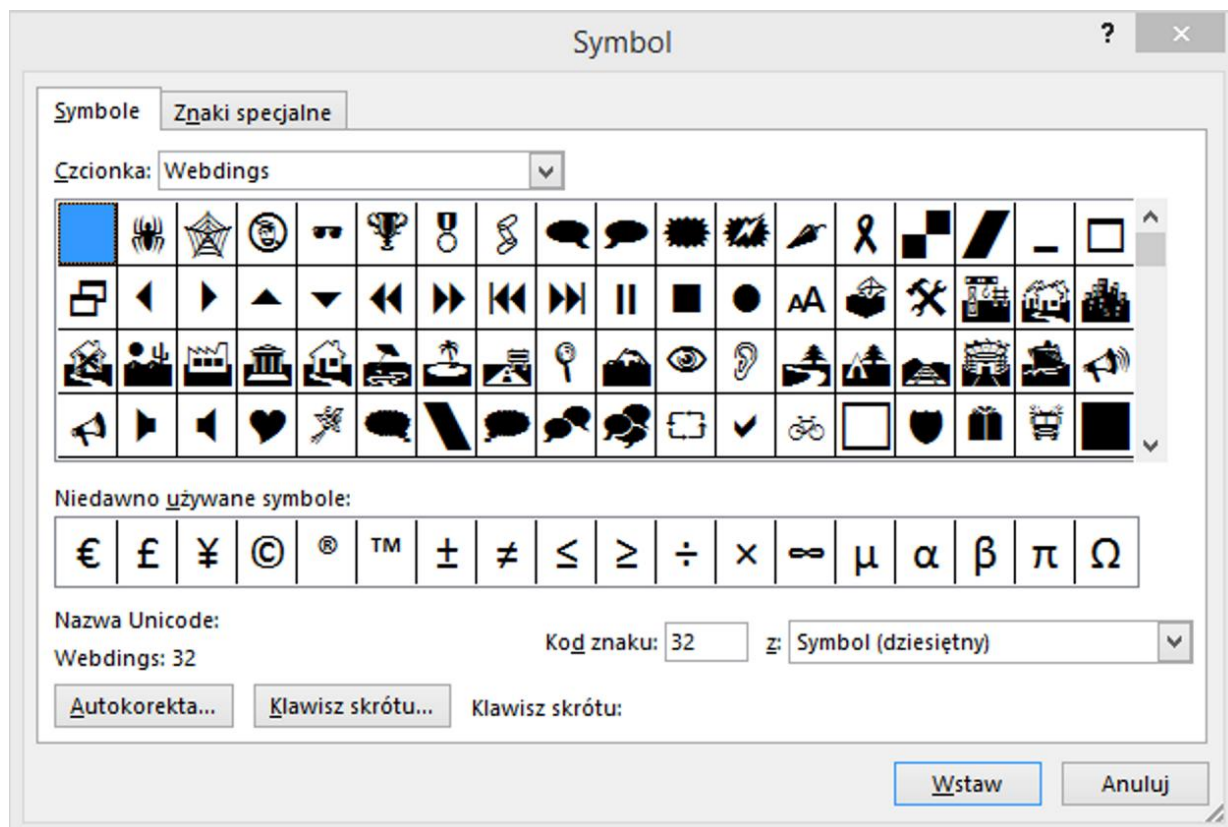 Symbol
?
Symbole
Znaki specjalne
Czcionka: Webdings
AA
Niedawno używane symbole:
€ £ ¥ © ® ™ ± ≠ ≤ ≥ ÷ × ∞ µ α β π Ω
Nazwa Unicode:
Webdings: 32
Kod znaku: 32 z: Symbol (dziesiętny)
Autokorekta... Klawisz skrótu... Klawisz skrótu:
Wstaw Anuluj